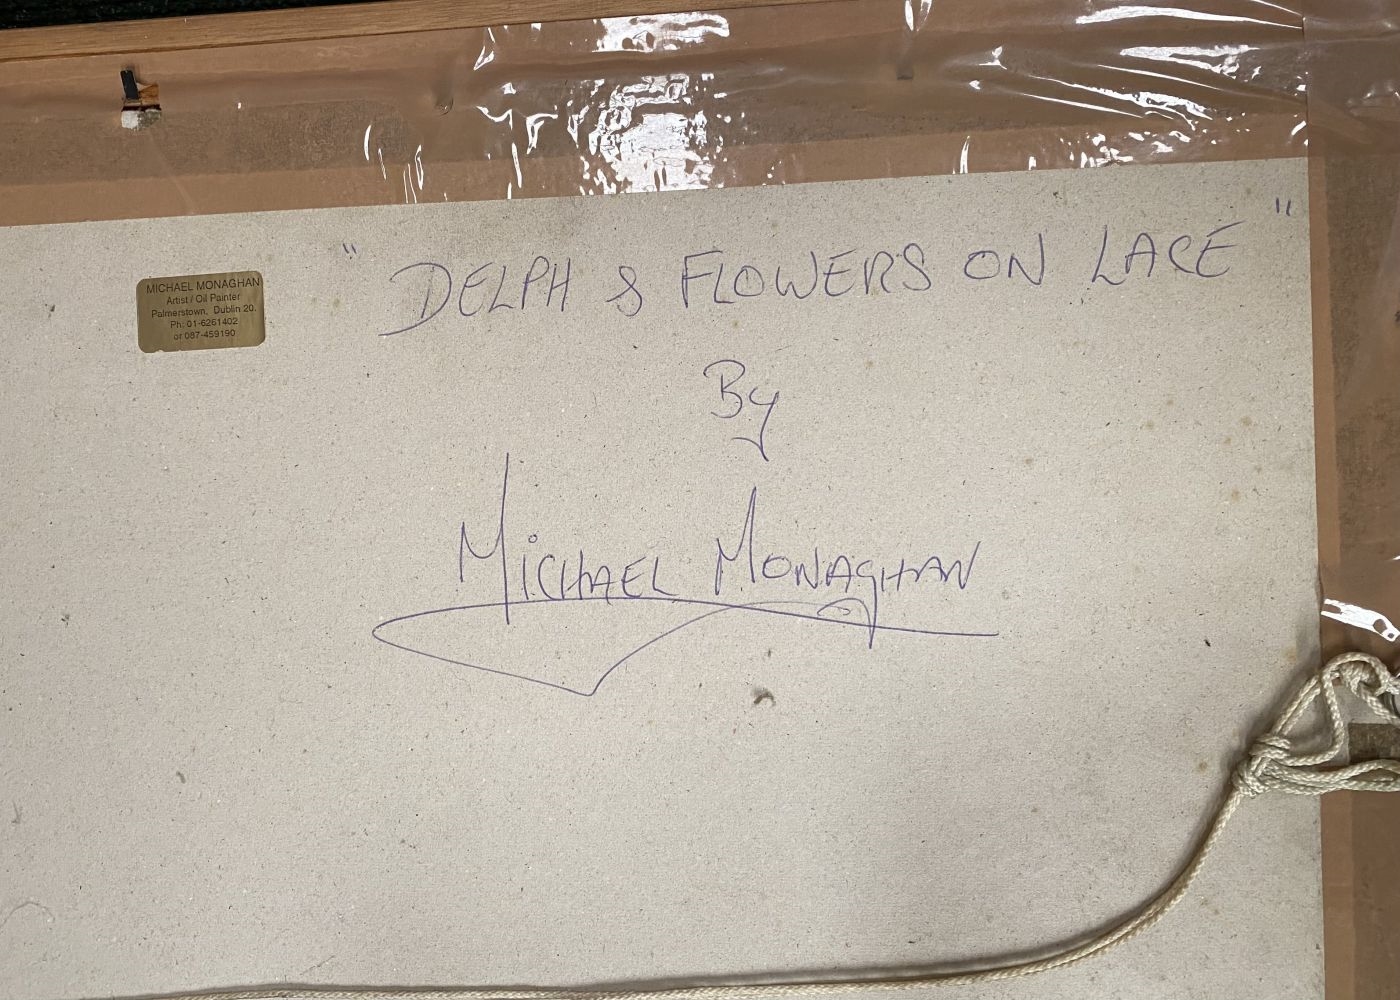 " DELPH & FLOWERS ON LACE "
By
MICHAEL MONAGHAN
MICHAEL MONAGHAN
Artist / Oil Painter
Palmerstown, Dublin 20.
Ph: 01-6261402
or 087-459190